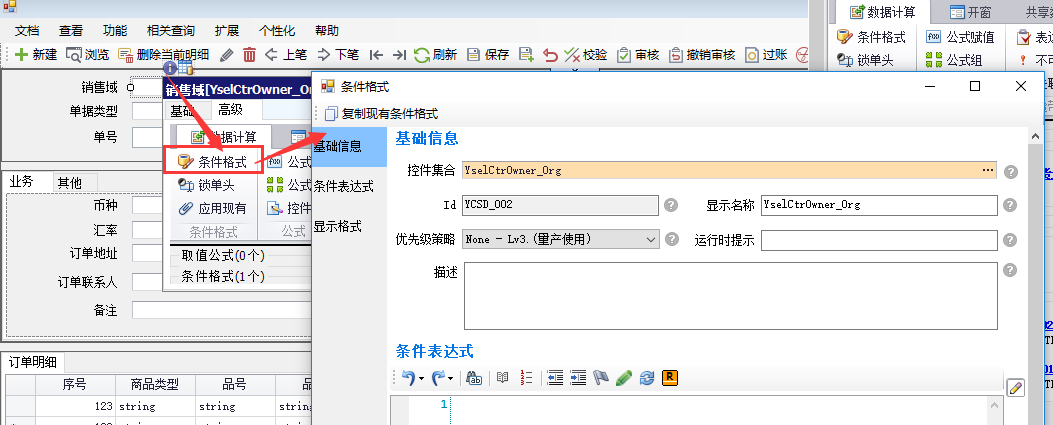 文档 查看 功能 相关查询 扩展 个性化 帮助
新建 浏览 删除当前明细 上笔 下笔 刷新 保存 校验 审核 撤销审核 过账
数据计算 开窗 共享
条件格式 公式赋值
锁单头 公式组
销售域
单据类型
单号
业务 其他
币种
汇率
订单地址
订单联系人
备注
订单明细
序号 商品类型 品号
123 string string
销售域[YselCtrOwner_Or
基础 高级
数据计算
条件格式 公式
锁单头 公式
应用现有 控件
条件格式 公式
取值公式(0个)
条件格式(1个)
条件格式
复制现有条件格式
基础信息
条件表达式
显示格式
基础信息
控件集合 YselCtrOwner_Org ...
Id YCSD_002 显示名称 YselCtrOwner_Org
优先级策略 None - Lv3.(量产使用) 运行时提示
描述
条件表达式
R
1